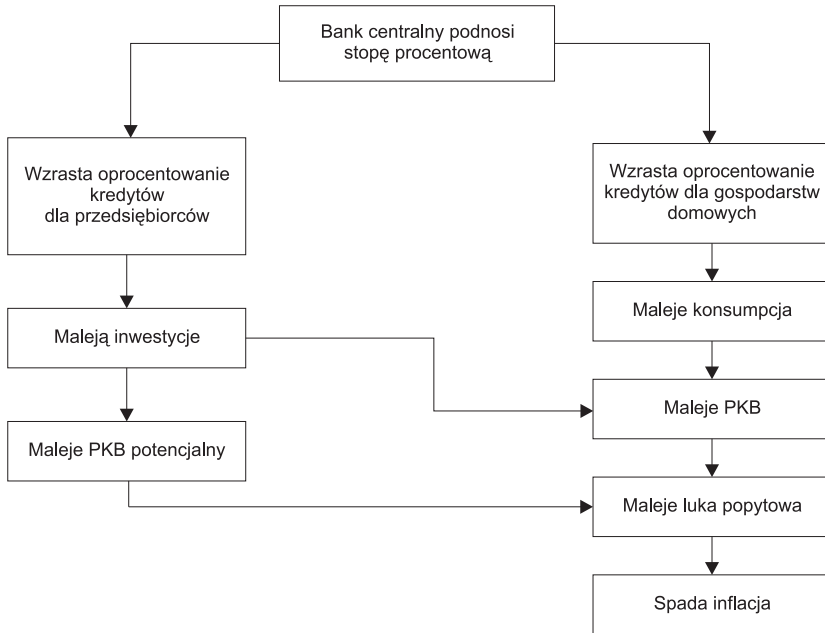 Bank centralny podnosi
stopę procentową
Wzrasta oprocentowanie
kredytów
dla przedsiębiorców
Wzrasta oprocentowanie
kredytów dla gospodarstw
domowych
Maleją inwestycje
Maleje konsumpcja
Maleje PKB
Maleje PKB potencjalny
Maleje luka popytowa
Spada inflacja